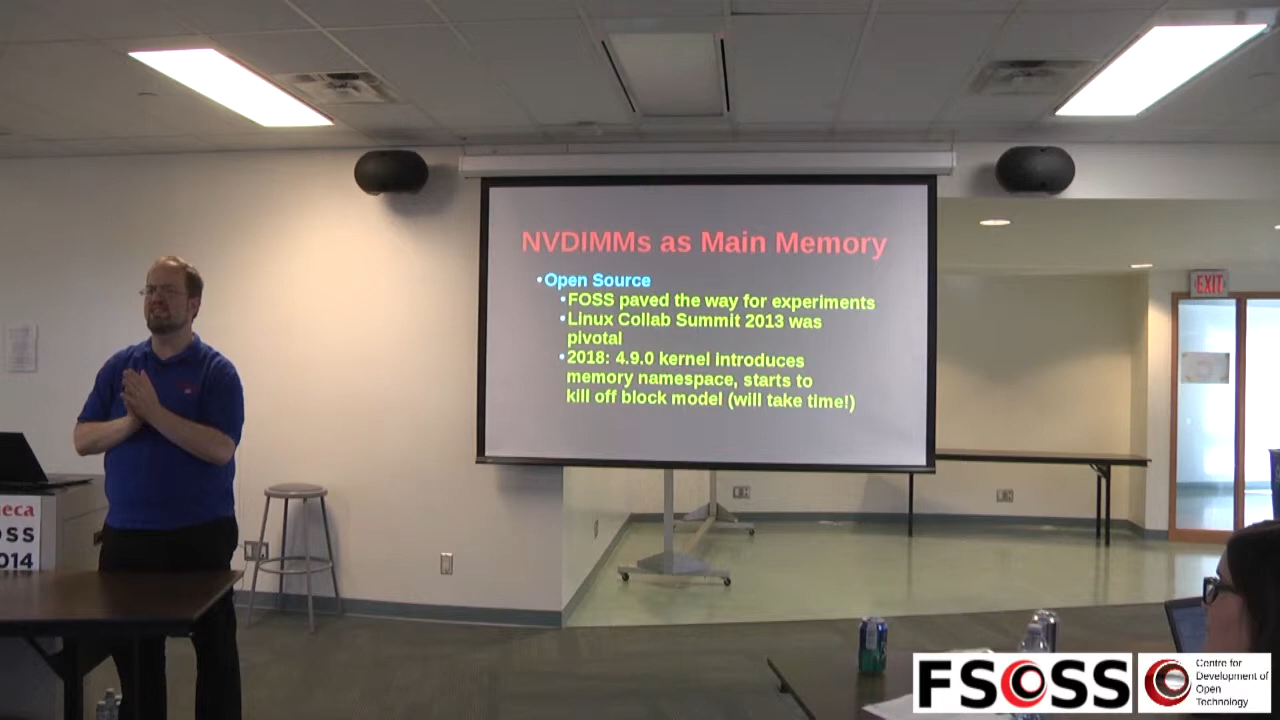 NVDIMMs as Main Memory
•Open Source
•FOSS paved the way for experiments
•Linux Collab Summit 2013 was
pivotal
•2018: 4.9.0 kernel introduces
memory namespace, starts to
kill off block model (will take time!)
EXIT
eca
OSS
014
FSOSS
Centre for
Development of
Open
Technology